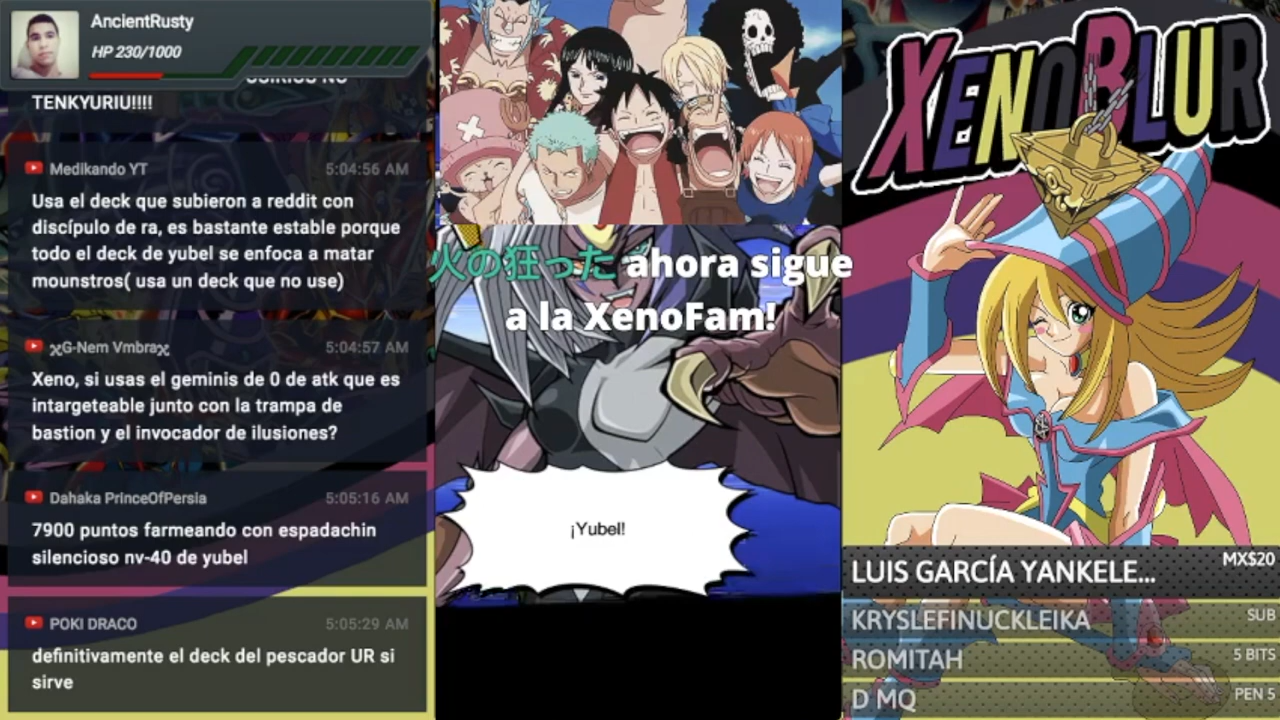 AncientRusty
HP 230/1000
TENKYURIU!!!!
Medikando YT 5:04:56 AM
Usa el deck que subieron a reddit con
discípulo de ra, es bastante estable porque
todo el deck de yubel se enfoca a matar
mounstros( usa un deck que no use)
ϰG-Nem Vmbraϰ 5:04:57 AM
Xeno, si usas el geminis de 0 de atk que es
intargeteable junto con la trampa de
bastion y el invocador de ilusiones?
Dahaka PrinceOfPersia 5:05:16 AM
7900 puntos farmeando con espadachin
silencioso nv-40 de yubel
POKI DRACO 5:05:29 AM
definitivamente el deck del pescador UR si
sirve
火の狂った ahora sigue
a la XenoFam!
¡Yubel!
XENOBLUR
LUIS GARCÍA YANKELE... MX$20
KRYSLEFINUCKLEIKA SUB
ROMITAH 5 BITS
D MQ PEN 5